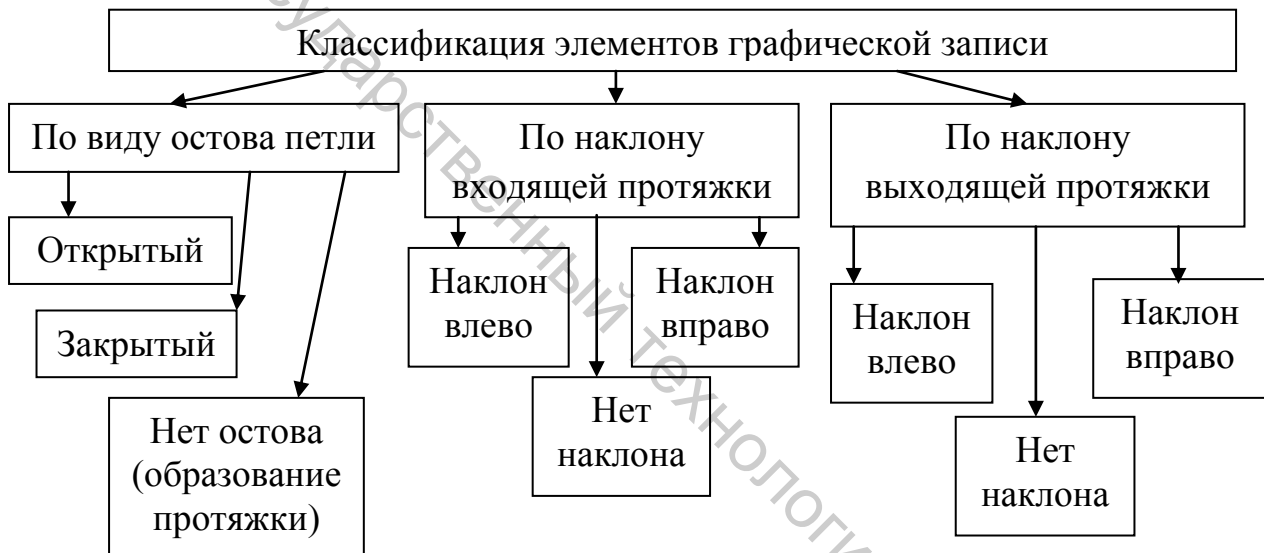 Классификация элементов графической записи
По виду остова петли
Открытый
Закрытый
Нет остова
(образование
протяжки)
По наклону
входящей протяжки
Наклон
влево
Нет
наклона
Наклон
вправо
По наклону
выходящей протяжки
Наклон
влево
Нет
наклона
Наклон
вправо